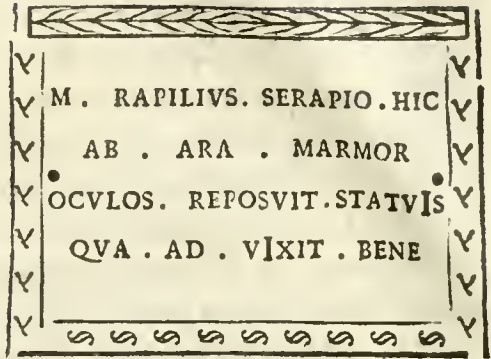 M . RAPILIVS. SERAPIO . HIC
AB . ARA . MARMOR
OCVLOS. REPOSVIT . STATVIS
QVA . AD . VIXIT . BENE